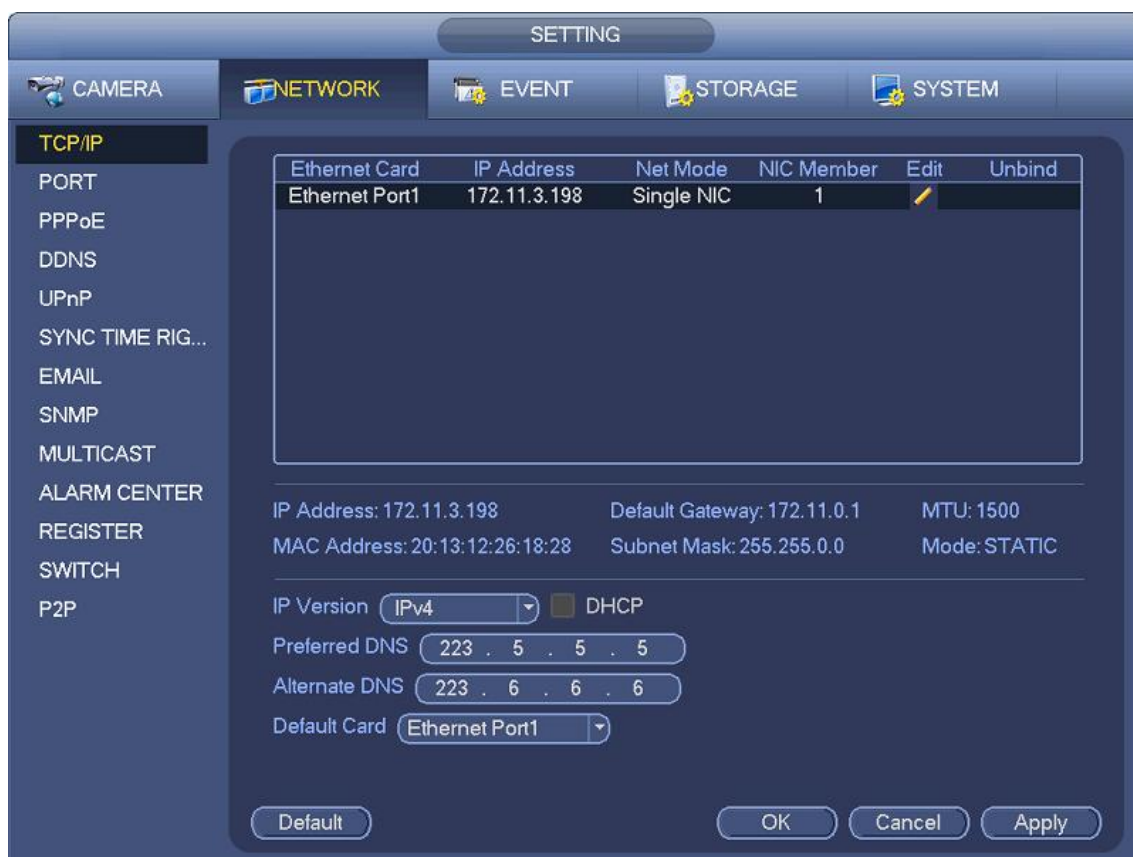 SETTING
CAMERA NETWORK EVENT STORAGE SYSTEM
TCP/IP
PORT
PPPoE
DDNS
UPnP
SYNC TIME RIG...
EMAIL
SNMP
MULTICAST
ALARM CENTER
REGISTER
SWITCH
P2P
Ethernet Card IP Address Net Mode NIC Member Edit Unbind
Ethernet Port1 172.11.3.198 Single NIC 1
IP Address: 172.11.3.198 Default Gateway: 172.11.0.1 MTU: 1500
MAC Address: 20:13:12:26:18:28 Subnet Mask: 255.255.0.0 Mode: STATIC
IP Version IPv4 DHCP
Preferred DNS 223 . 5 . 5 . 5
Alternate DNS 223 . 6 . 6 . 6
Default Card Ethernet Port1
Default OK Cancel Apply